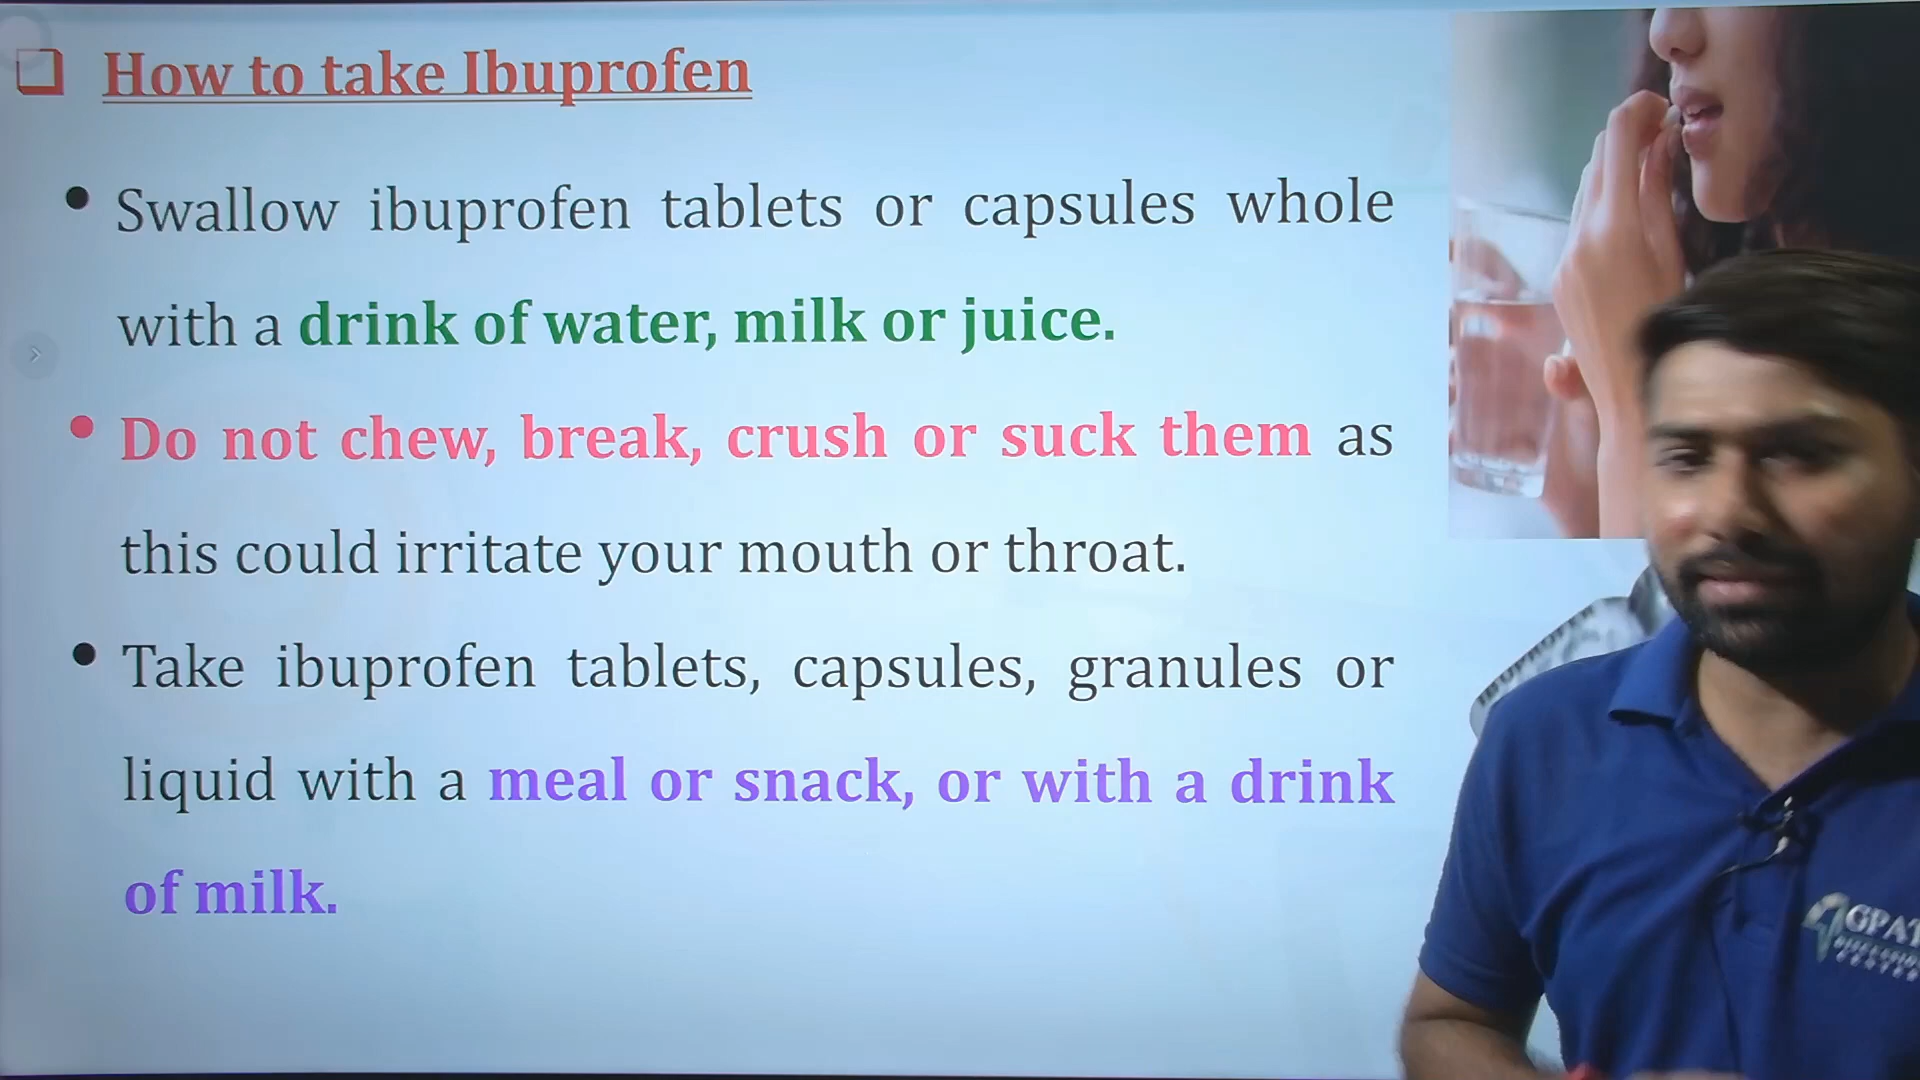 How to take Ibuprofen
• Swallow ibuprofen tablets or capsules whole
with a drink of water, milk or juice.
• Do not chew, break, crush or suck them as
this could irritate your mouth or throat.
• Take ibuprofen tablets, capsules, granules or
liquid with a meal or snack, or with a drink
of milk.
GPAT